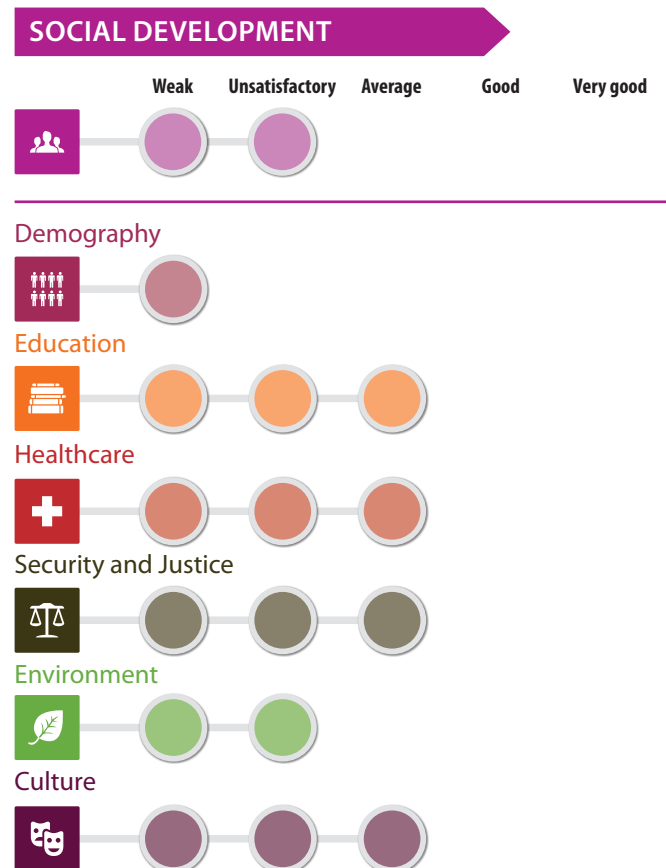 SOCIAL DEVELOPMENT
Weak Unsatisfactory Average Good Very good
Demography
Education
Healthcare
Security and Justice
Environment
Culture